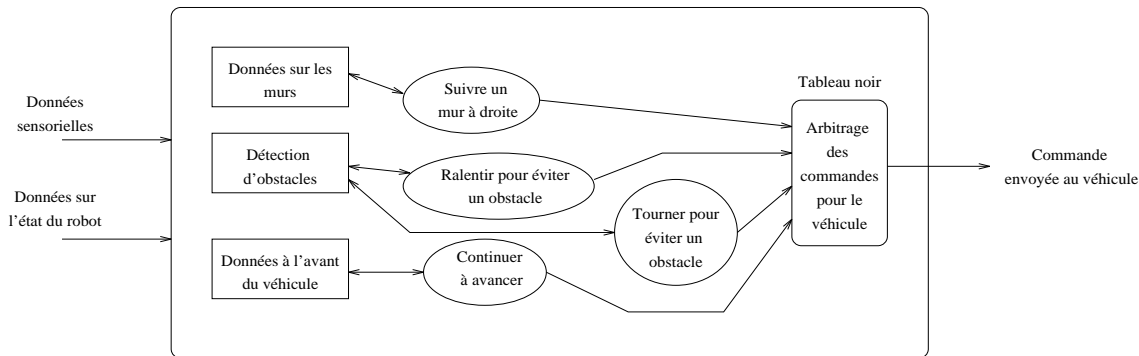 Données
sensorielles
Données sur
l'état du robot
Données sur les
murs
Suivre un
mur à droite
Détection
d'obstacles
Ralentir pour éviter
un obstacle
Tourner pour
éviter un
obstacle
Données à l'avant
du véhicule
Continuer
à avancer
Tableau noir
Arbitrage
des
commandes
pour le
véhicule
Commande
envoyée au véhicule